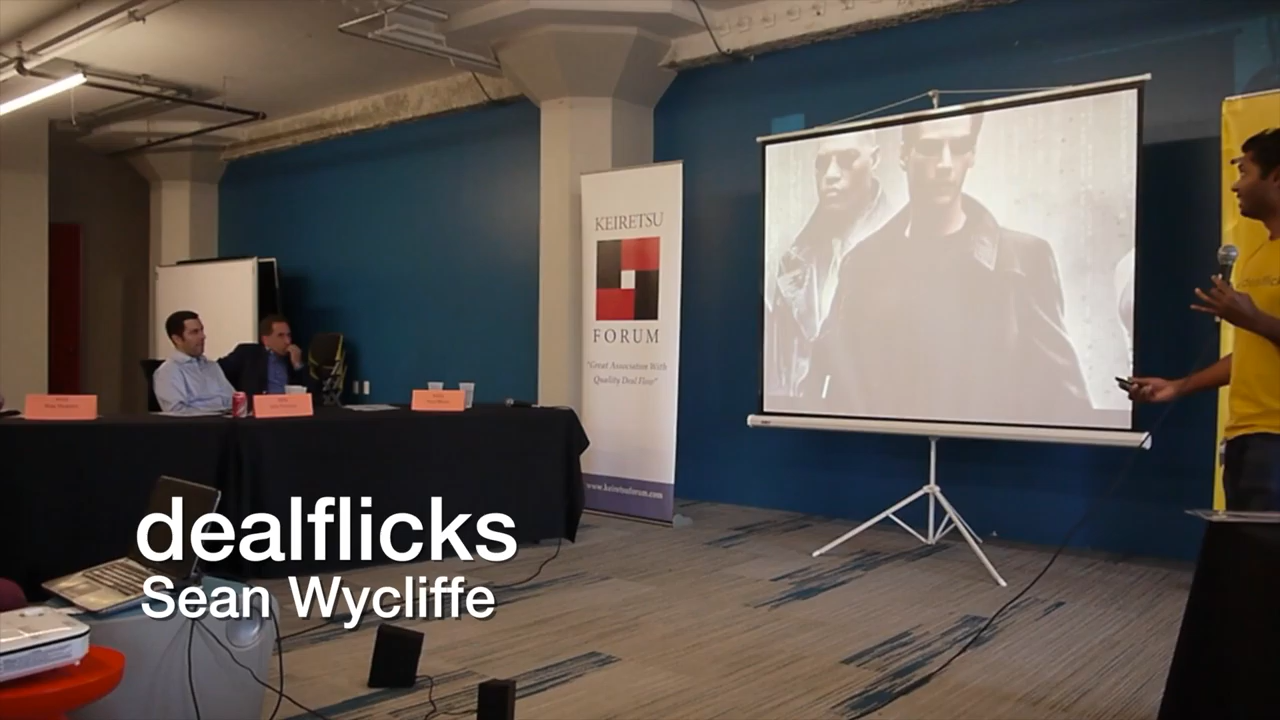 KEIRETSU
FORUM
"Great Association With
Quality Deal Flow"
www.keiretsuforum.com
dealflicks
Sean Wycliffe